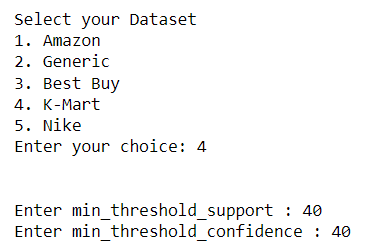 Select your Dataset
1. Amazon
2. Generic
3. Best Buy
4. K-Mart
5. Nike
Enter your choice: 4
Enter min_threshold_support : 40
Enter min_threshold_confidence : 40